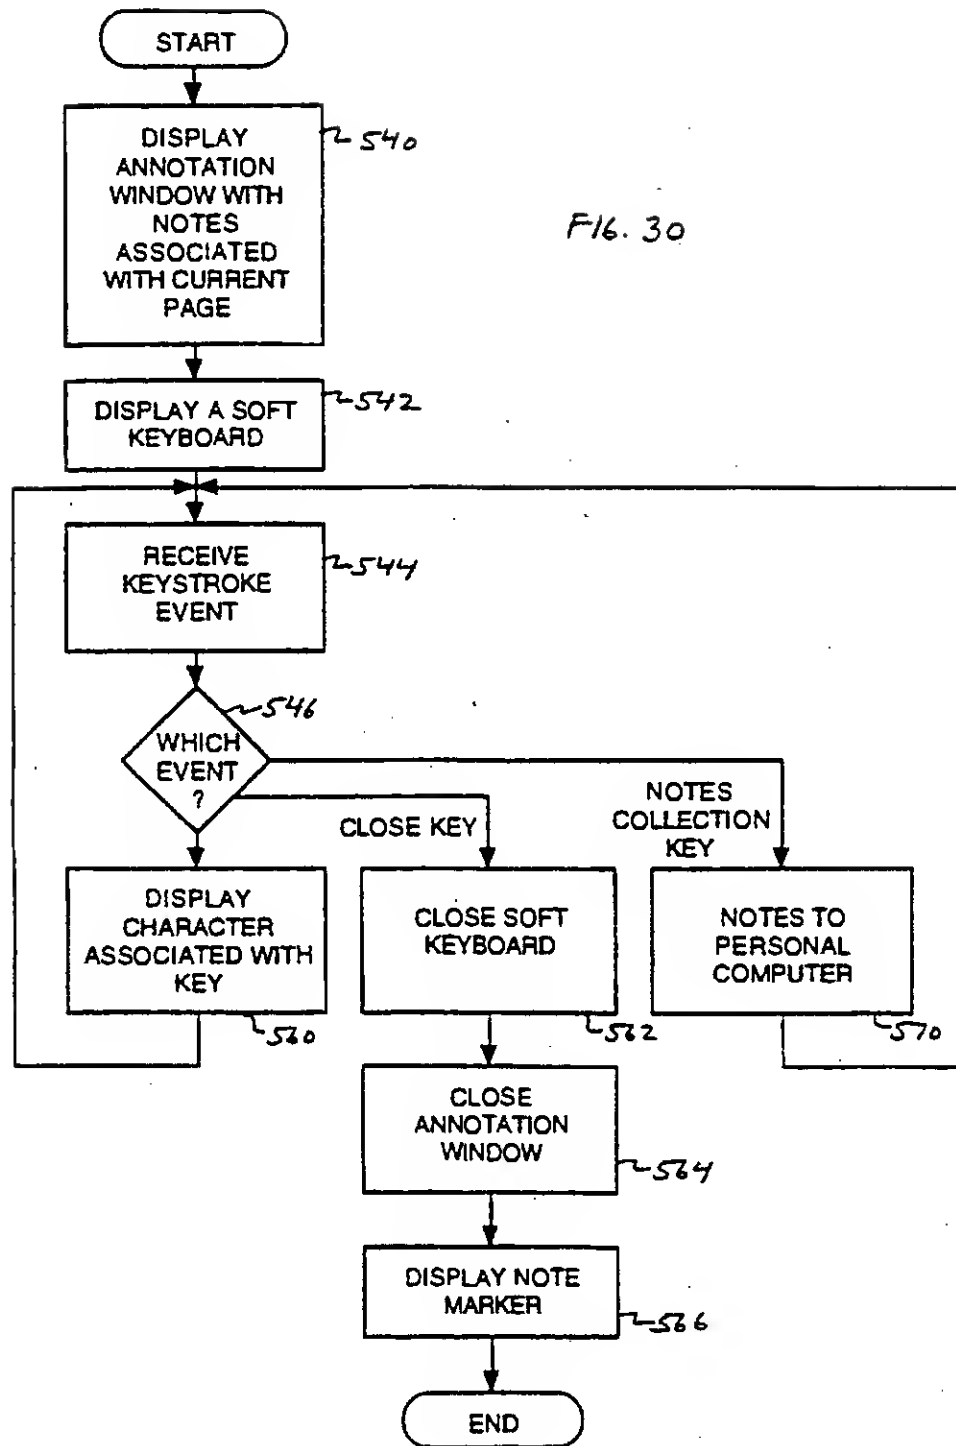 START
DISPLAY
ANNOTATION
WINDOW WITH
NOTES
ASSOCIATED
WITH CURRENT
PAGE
540
FIG. 30
DISPLAY A SOFT
KEYBOARD
542
RECEIVE
KEYSTROKE
EVENT
544
WHICH
EVENT
?
546
CLOSE KEY
NOTES
COLLECTION
KEY
DISPLAY
CHARACTER
ASSOCIATED WITH
KEY
560
CLOSE SOFT
KEYBOARD
562
NOTES TO
PERSONAL
COMPUTER
570
CLOSE
ANNOTATION
WINDOW
564
DISPLAY NOTE
MARKER
566
END